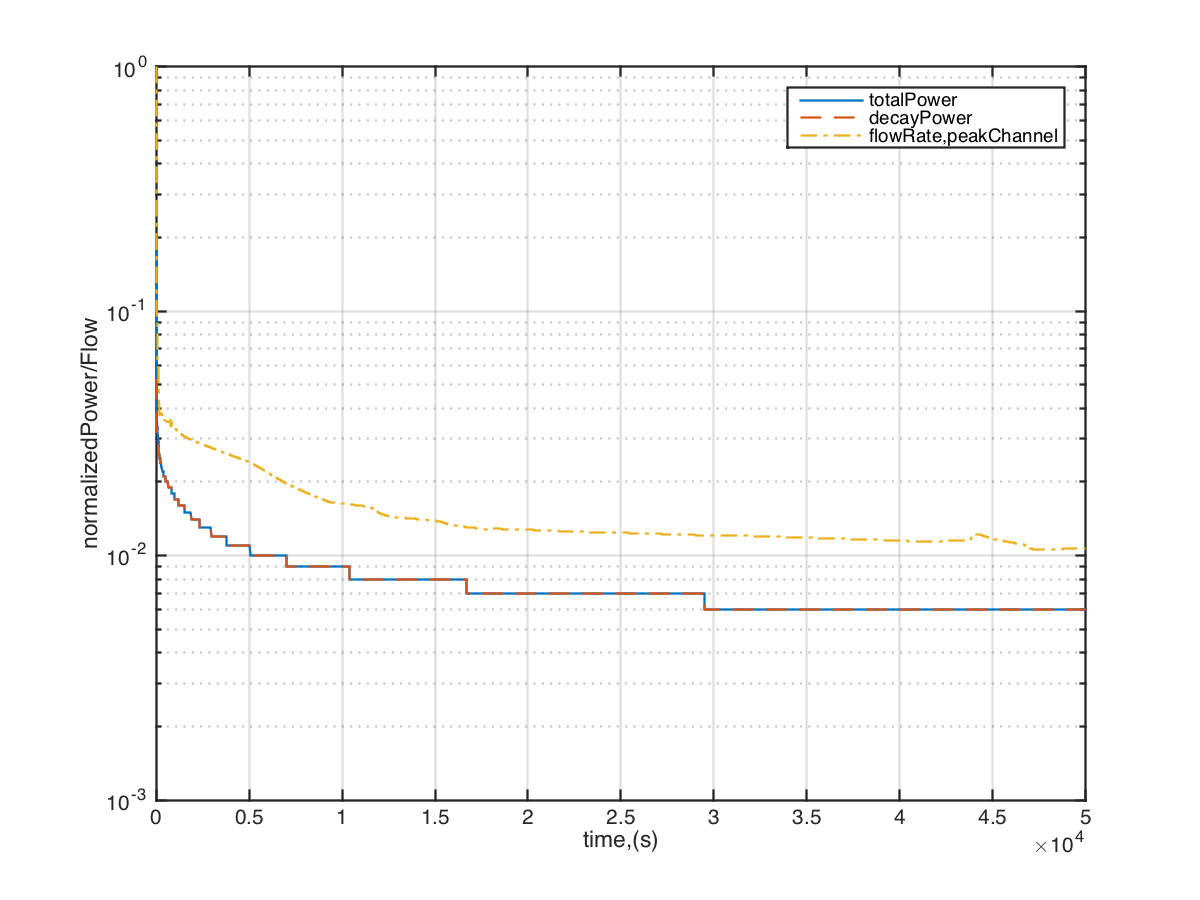 10^0
10^-1
10^-2
10^-3
normalizedPower/Flow
totalPower
decayPower
flowRate,peakChannel
0 0.5 1 1.5 2 2.5 3 3.5 4 4.5 5
time,(s)
×10^4